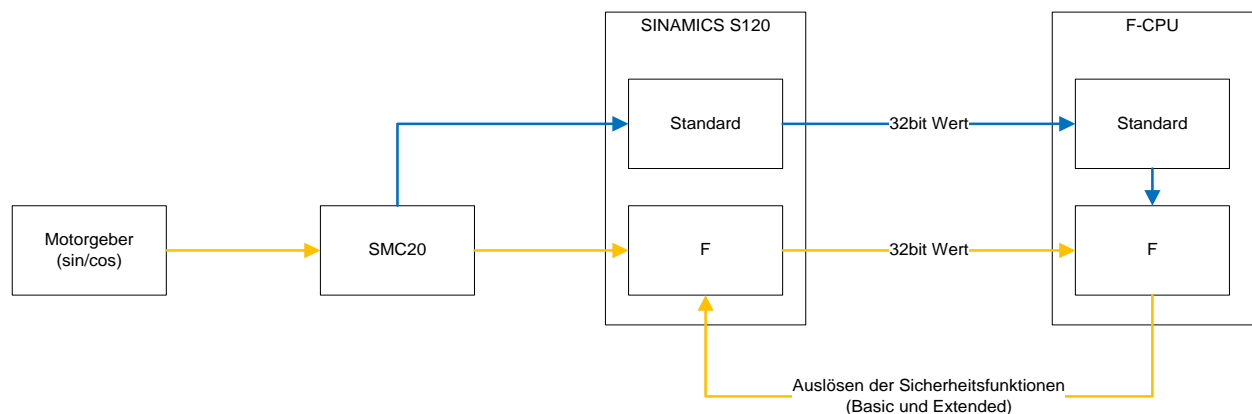 SINAMICS S120
F-CPU
Standard
32bit Wert
Standard
Motorgeber
(sin/cos)
SMC20
F
32bit Wert
F
Auslösen der Sicherheitsfunktionen
(Basic und Extended)